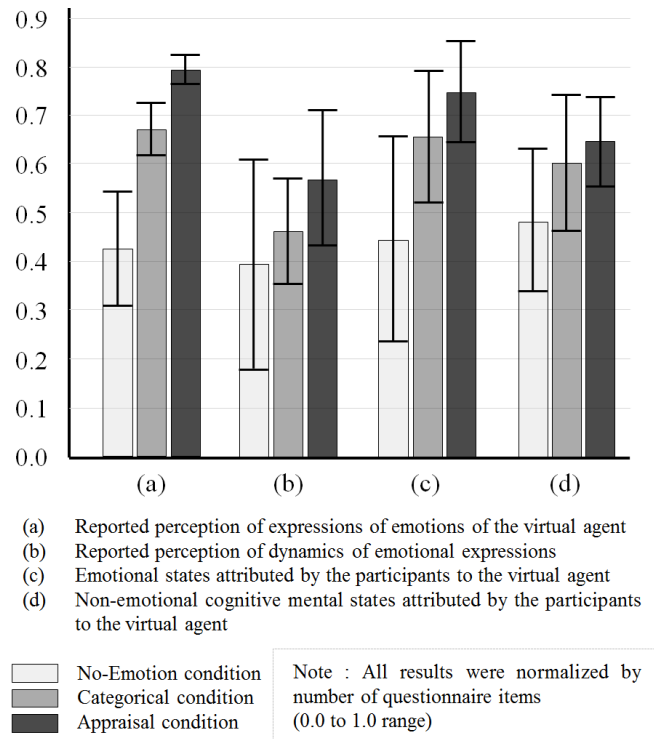 0.9
0.8
0.7
0.6
0.5
0.4
0.3
0.2
0.1
0.0
(a) (b) (c) (d)
(a) Reported perception of expressions of emotions of the virtual agent
(b) Reported perception of dynamics of emotional expressions
(c) Emotional states attributed by the participants to the virtual agent
(d) Non-emotional cognitive mental states attributed by the participants
to the virtual agent
No-Emotion condition
Categorical condition
Appraisal condition
Note : All results were normalized by
number of questionnaire items
(0.0 to 1.0 range)